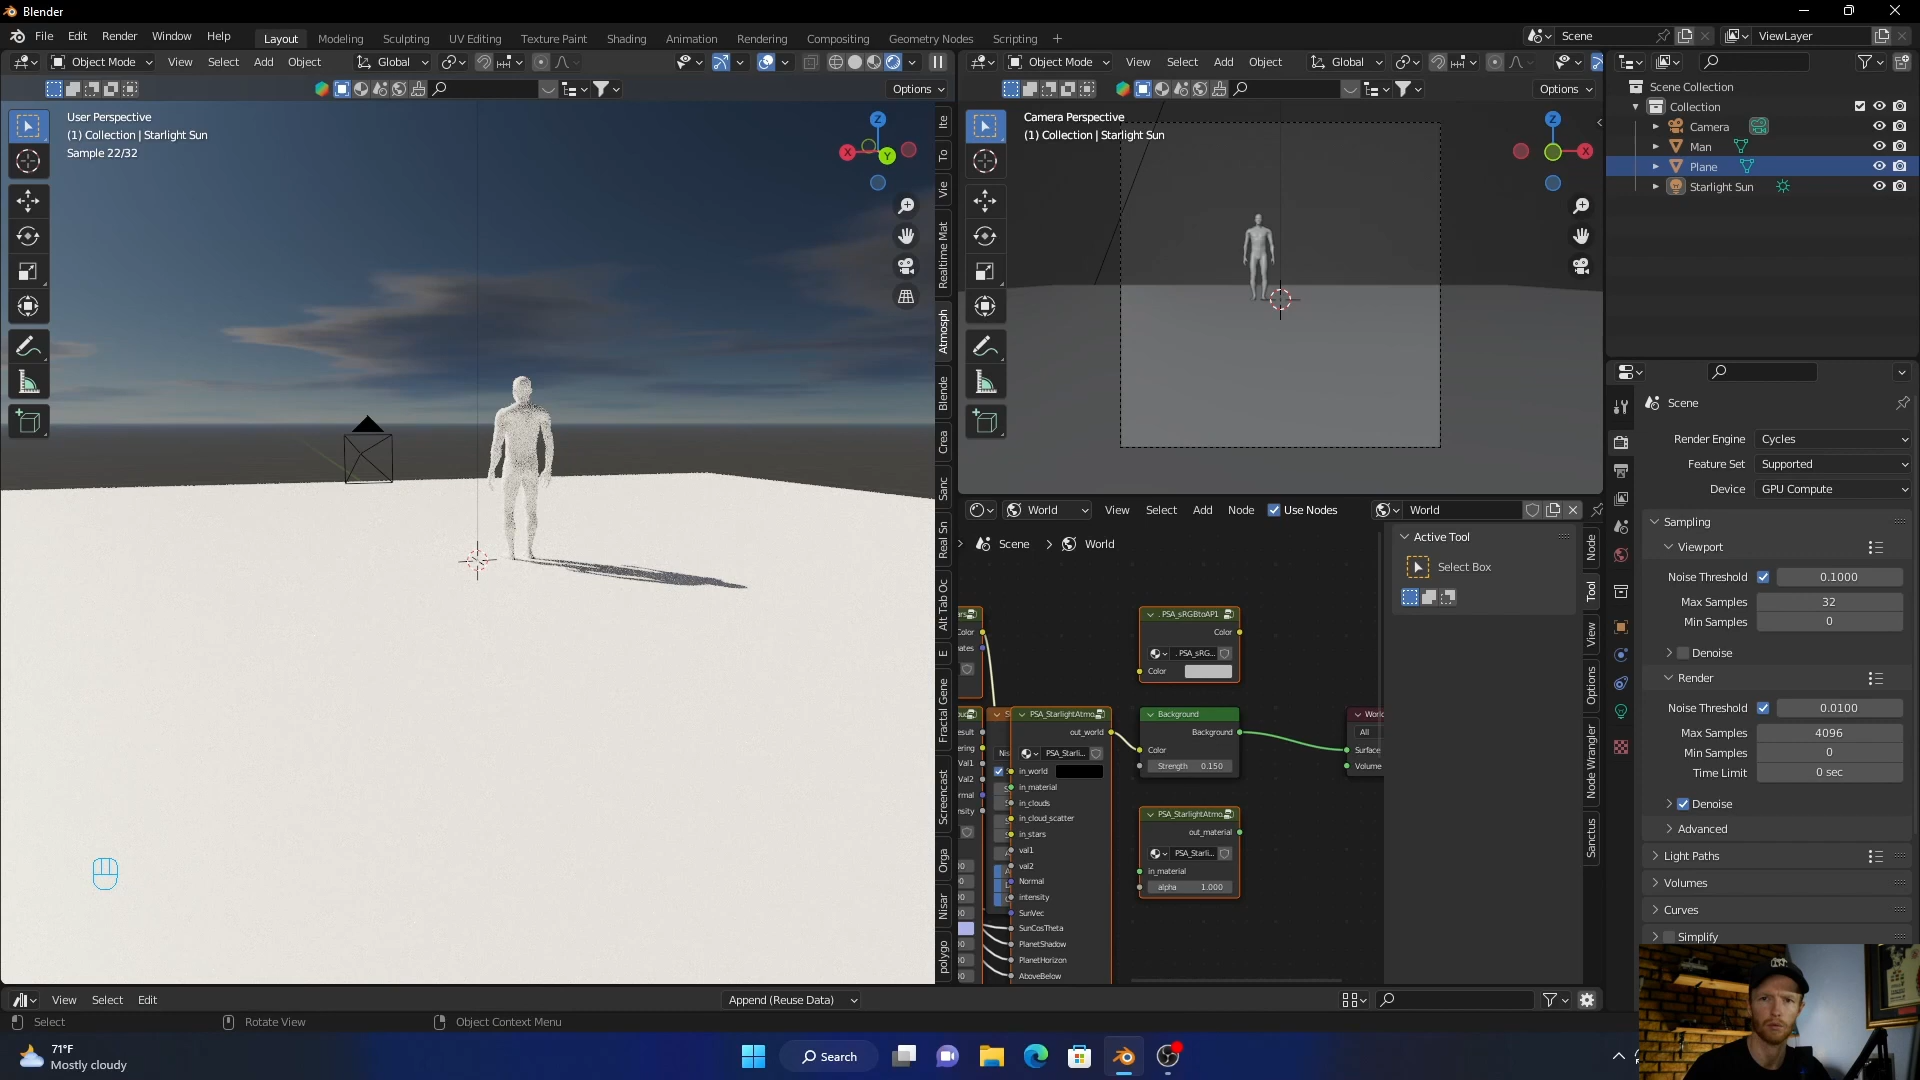 Blender
File Edit Render Window Help
Layout Modeling Sculpting UV Editing Texture Paint Shading Animation Rendering Compositing Geometry Nodes Scripting +
Scene
ViewLayer
Object Mode View Select Add Object Global
Options
User Perspective
(1) Collection | Starlight Sun
Sample 22/32
Z
X
Y
Ite
To
Vie
Realtime Mat
Atmosph
Blende
Crea
Sanc
Real Sn
Alt Tab Oc
E
Fractal Gene
Screencast
Orga
Nisar
polygo
Object Mode View Select Add Object Global
Options
Camera Perspective
(1) Collection | Starlight Sun
Z
X
World View Select Add Node Use Nodes World
Scene World
Active Tool
Select Box
Node
Tool
View
Options
Node Wrangler
Sanctus
. PSA_sRGBtoAP1
Color
. PSA_sRG...
Color
PSA_StarlightAtmo...
out_world
PSA_Starli...
in_world
in_material
in_clouds
in_cloud_scatter
in_stars
val1
val2
Normal
intensity
SunVec
SunCosTheta
PlanetShadow
PlanetHorizon
AboveBelow
Background
Background
Color
Strength 0.150
PSA_StarlightAtmo...
out_material
PSA_Starli...
in_material
alpha 1.000
World
All
Surface
Volume
Scene Collection
Collection
Camera
Man
Plane
Starlight Sun
Scene
Render Engine Cycles
Feature Set Supported
Device GPU Compute
Sampling
Viewport
Noise Threshold 0.1000
Max Samples 32
Min Samples 0
Denoise
Render
Noise Threshold 0.0100
Max Samples 4096
Min Samples 0
Time Limit 0 sec
Denoise
Advanced
Light Paths
Volumes
Curves
Simplify
View Select Edit
Append (Reuse Data)
Select
Rotate View
Object Context Menu
71°F
Mostly cloudy
Search